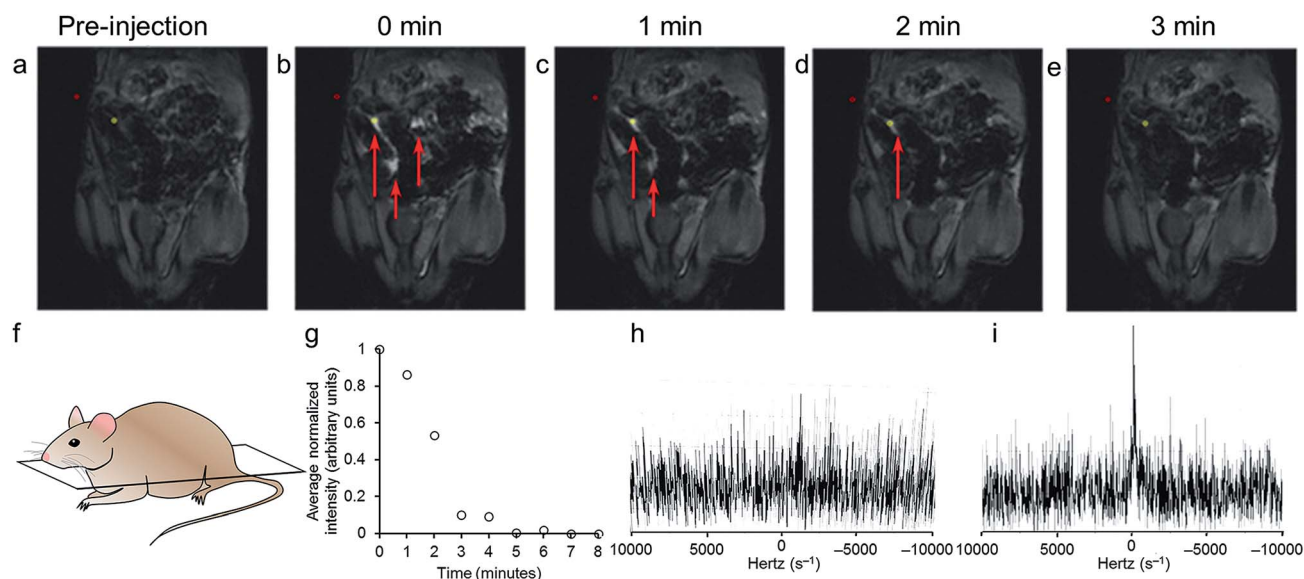 Pre-injection 0 min 1 min 2 min 3 min
a b c d e
f g h i
Average normalized
intensity (arbitrary units)
1
0.8
0.6
0.4
0.2
0
0 1 2 3 4 5 6 7 8
Time (minutes)
10000 5000 0 −5000 −10000
Hertz (s⁻¹)
10000 5000 0 −5000 −10000
Hertz (s⁻¹)